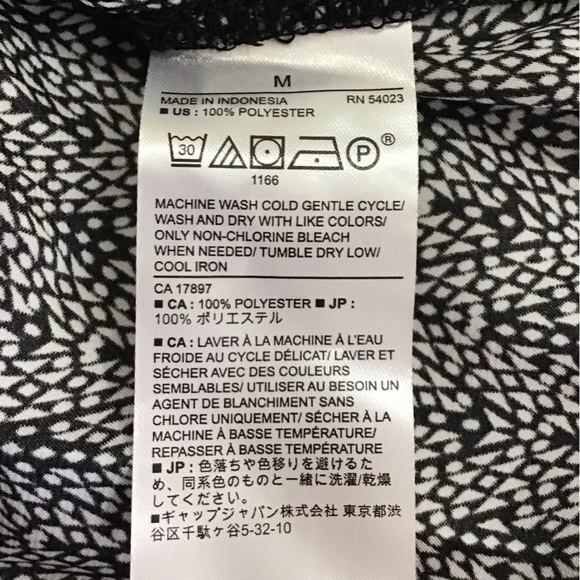 M
MADE IN INDONESIA RN 54023
■ US : 100% POLYESTER
30 P ®
1166
MACHINE WASH COLD GENTLE CYCLE/
WASH AND DRY WITH LIKE COLORS/
ONLY NON-CHLORINE BLEACH
WHEN NEEDED/ TUMBLE DRY LOW/
COOL IRON
CA 17897
■ CA : 100% POLYESTER ■ JP :
100% ポリエステル
■ CA : LAVER À LA MACHINE À L'EAU
FROIDE AU CYCLE DÉLICAT/ LAVER ET
SÉCHER AVEC DES COULEURS
SEMBLABLES/ UTILISER AU BESOIN UN
AGENT DE BLANCHIMENT SANS
CHLORE UNIQUEMENT/ SÉCHER À LA
MACHINE À BASSE TEMPÉRATURE/
REPASSER À BASSE TEMPÉRATURE
■ JP : 色落ちや色移りを避けるた
め、同系色のものと一緒に洗濯/乾燥
してください。
■ギャップジャパン㈱ 東京都渋
谷区千駄ヶ谷5-32-10